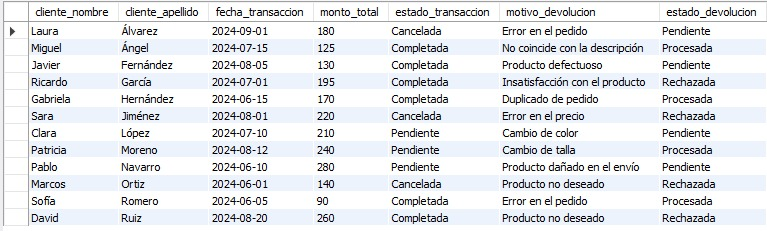 cliente_nombre cliente_apellido fecha_transaccion monto_total estado_transaccion motivo_devolucion estado_devolucion
Laura Álvarez 2024-09-01 180 Cancelada Error en el pedido Pendiente
Miguel Ángel 2024-07-15 125 Completada No coincide con la descripción Procesada
Javier Fernández 2024-08-05 130 Completada Producto defectuoso Pendiente
Ricardo García 2024-07-01 195 Completada Insatisfacción con el producto Rechazada
Gabriela Hernández 2024-06-15 170 Completada Duplicado de pedido Procesada
Sara Jiménez 2024-08-01 220 Cancelada Error en el precio Rechazada
Clara López 2024-07-10 210 Pendiente Cambio de color Pendiente
Patricia Moreno 2024-08-12 240 Pendiente Cambio de talla Procesada
Pablo Navarro 2024-06-10 280 Pendiente Producto dañado en el envío Pendiente
Marcos Ortiz 2024-06-01 140 Cancelada Producto no deseado Rechazada
Sofía Romero 2024-06-05 90 Completada Error en el pedido Procesada
David Ruiz 2024-08-20 260 Completada Producto no deseado Rechazada